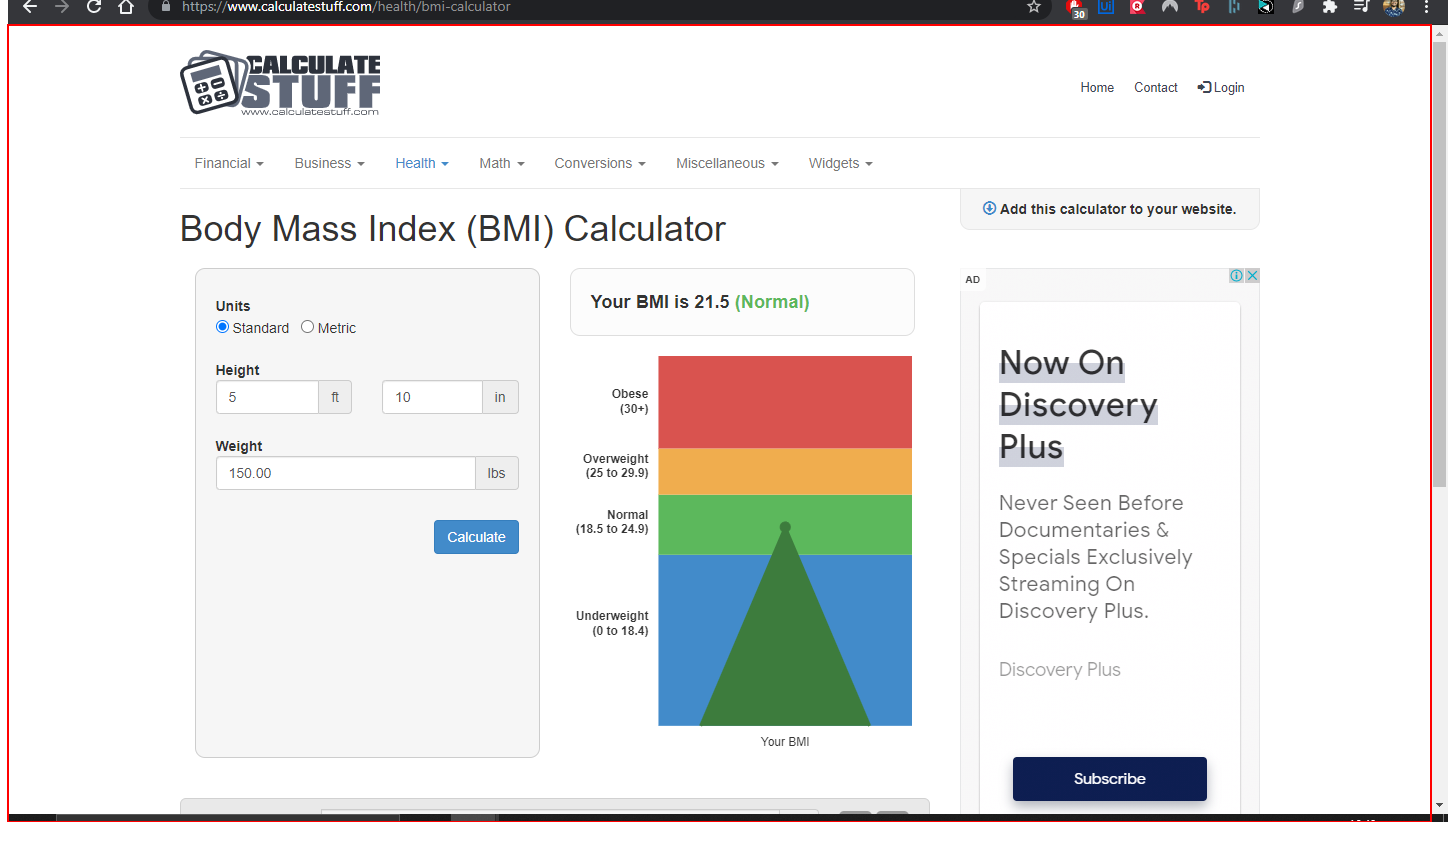 https://www.calculatestuff.com/health/bmi-calculator
30
Ui
R
Tp
CALCULATE
STUFF
www.calculatestuff.com
Home Contact Login
Financial Business Health Math Conversions Miscellaneous Widgets
Add this calculator to your website.
Body Mass Index (BMI) Calculator
Units
Standard Metric
Height
5 ft 10 in
Weight
150.00 lbs
Calculate
Your BMI is 21.5 (Normal)
Obese
(30+)
Overweight
(25 to 29.9)
Normal
(18.5 to 24.9)
Underweight
(0 to 18.4)
Your BMI
AD
Now On
Discovery
Plus
Never Seen Before
Documentaries &
Specials Exclusively
Streaming On
Discovery Plus.
Discovery Plus
Subscribe